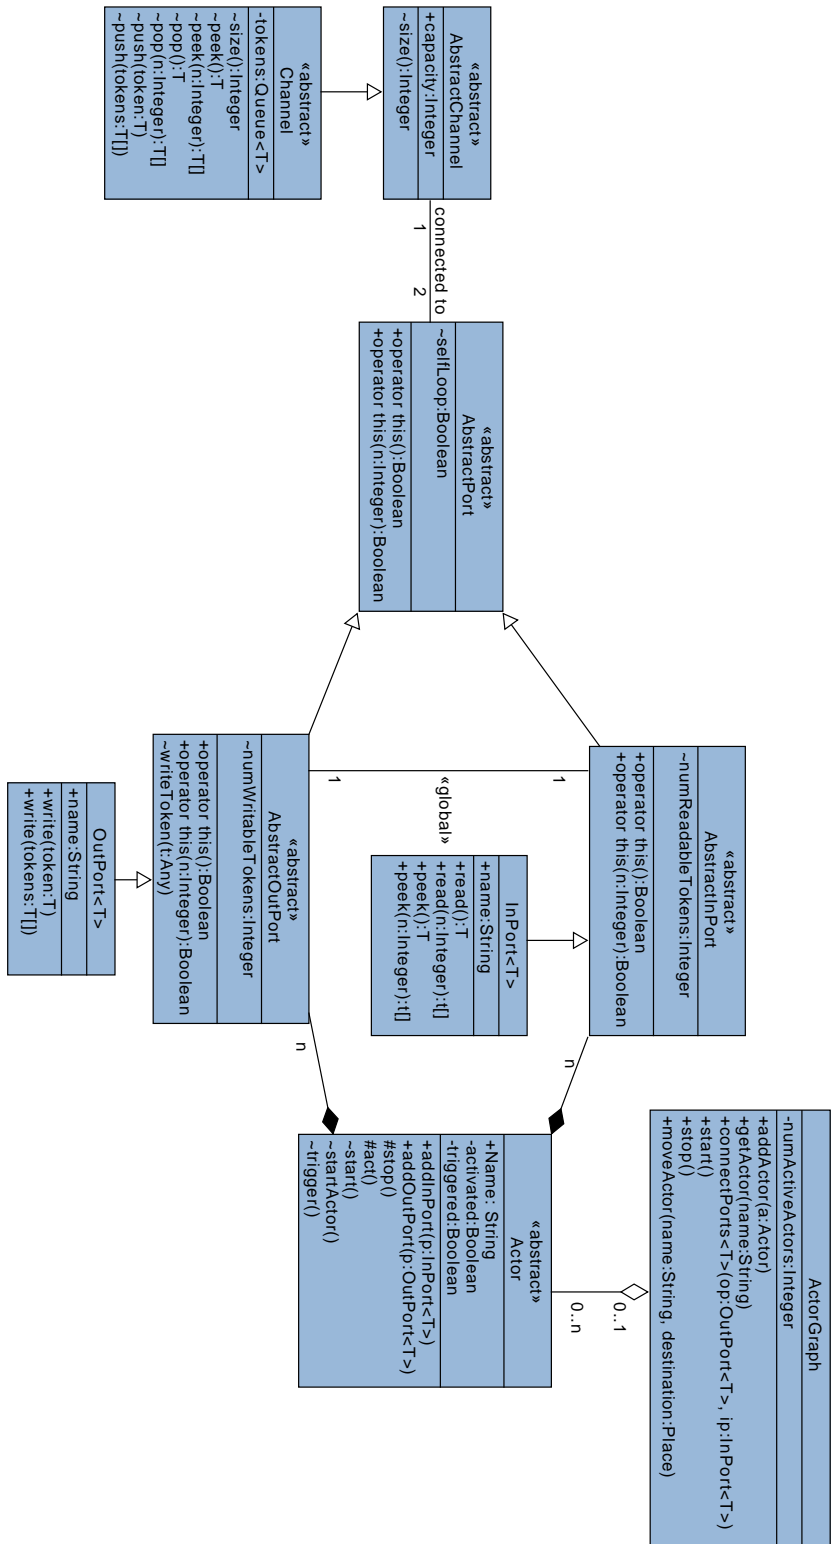 ActorGraph
-numActiveActors:Integer
+addActor(a:Actor)
+getActor(name:String)
+connectPorts<T>(op:OutPort<T>, ip:InPort<T>)
+start()
+stop()
+moveActor(name:String, destination:Place)
0..1
0..n
«abstract»
AbstractInPort
~numReadableTokens:Integer
+operator this():Boolean
+operator this(n:Integer):Boolean
n
1
«abstract»
Actor
+Name: String
-activated:Boolean
-triggered:Boolean
+addInPort(p:InPort<T>)
+addOutPort(p:OutPort<T>)
#stop()
#act()
~start()
~startActor()
~trigger()
InPort<T>
+name:String
+read():T
+read(n:Integer):t[]
+peek():T
+peek(n:Integer):t[]
«global»
«abstract»
AbstractChannel
+capacity:Integer
~size():Integer
connected to
1
2
«abstract»
AbstractPort
~selfLoop:Boolean
+operator this():Boolean
+operator this(n:Integer):Boolean
1
n
«abstract»
Channel
-tokens:Queue<T>
~size():Integer
~peek():T
~peek(n:Integer):T[]
~pop():T
~pop(n:Integer):T[]
~push(token:T)
~push(tokens:T[])
«abstract»
AbstractOutPort
~numWritableTokens:Integer
+operator this():Boolean
+operator this(n:Integer):Boolean
~writeToken((t:Any)
OutPort<T>
+name:String
+write(token:T)
+write(tokens:T[])